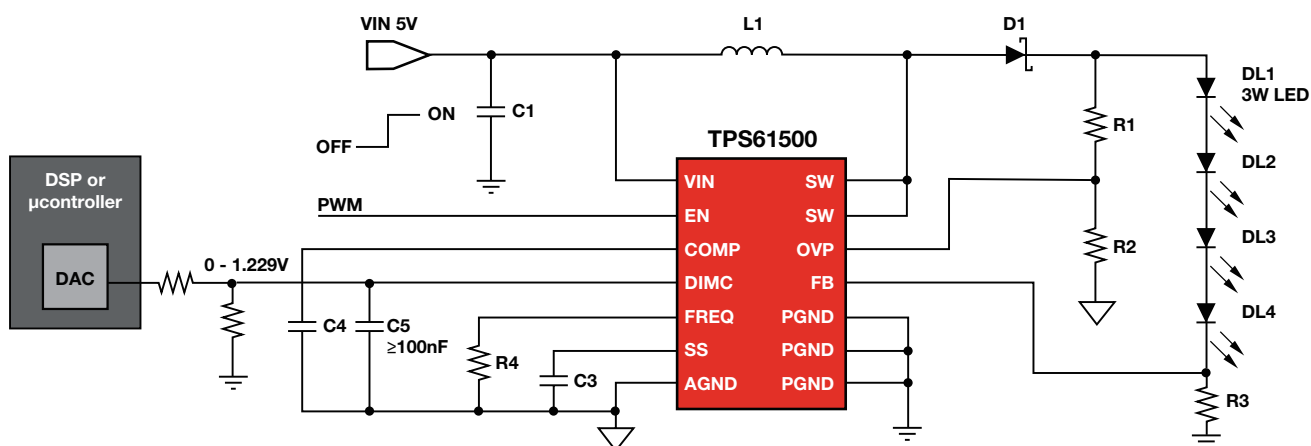 VIN 5V
L1
D1
DL1
3W LED
C1
ON
OFF
R1
TPS61500
DSP or
µcontroller
DAC
VIN
SW
DL2
PWM
EN
SW
COMP
OVP
R2
DL3
0 - 1.229V
DIMC
FB
FREQ
PGND
DL4
C4
C5
≥100nF
R4
SS
PGND
C3
AGND
PGND
R3